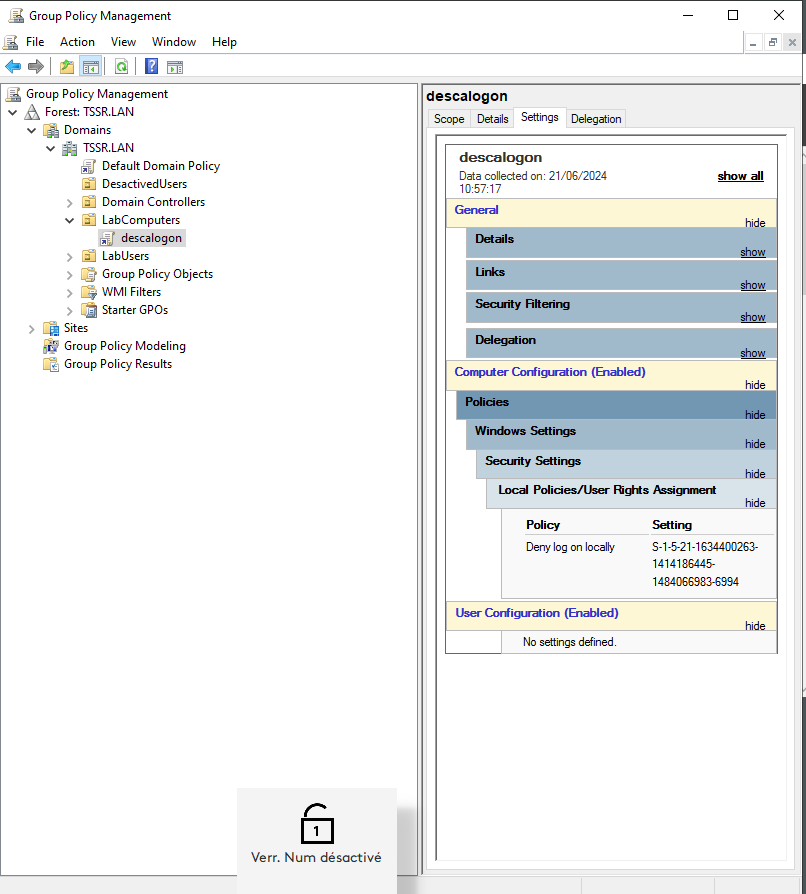 Group Policy Management
File Action View Window Help
Group Policy Management
Forest: TSSR.LAN
Domains
TSSR.LAN
Default Domain Policy
DesactivedUsers
Domain Controllers
LabComputers
descalogon
LabUsers
Group Policy Objects
WMI Filters
Starter GPOs
Sites
Group Policy Modeling
Group Policy Results
descalogon
Scope Details Settings Delegation
descalogon
Data collected on: 21/06/2024
10:57:17
show all
General
hide
Details
show
Links
show
Security Filtering
show
Delegation
show
Computer Configuration (Enabled)
hide
Policies
hide
Windows Settings
hide
Security Settings
hide
Local Policies/User Rights Assignment
hide
Policy Setting
Deny log on locally S-1-5-21-1634400263-
1414186445-
1484066983-6994
User Configuration (Enabled)
hide
No settings defined.
1
Verr. Num désactivé